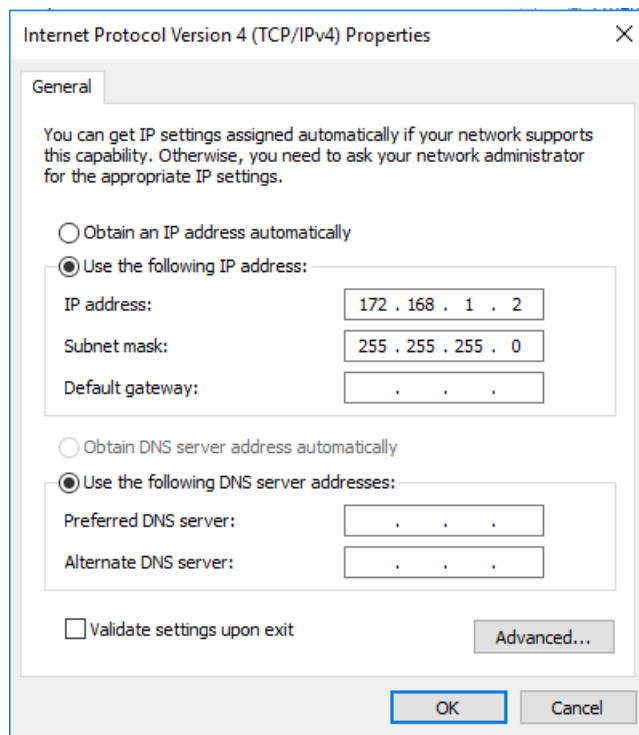 Internet Protocol Version 4 (TCP/IPv4) Properties
General
You can get IP settings assigned automatically if your network supports
this capability. Otherwise, you need to ask your network administrator
for the appropriate IP settings.
Obtain an IP address automatically
Use the following IP address:
IP address: 172 . 168 . 1 . 2
Subnet mask: 255 . 255 . 255 . 0
Default gateway: . . .
Obtain DNS server address automatically
Use the following DNS server addresses:
Preferred DNS server: . . .
Alternate DNS server: . . .
Validate settings upon exit
Advanced...
OK Cancel